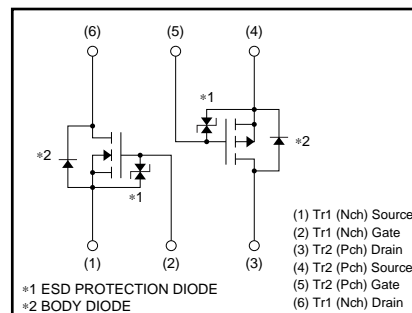 (6) (5) (4)
*1
*2
*2
*1
(1) (2) (3)
(1) Tr1 (Nch) Source
(2) Tr1 (Nch) Gate
(3) Tr2 (Pch) Drain
(4) Tr2 (Pch) Source
(5) Tr2 (Pch) Gate
(6) Tr1 (Nch) Drain
*1 ESD PROTECTION DIODE
*2 BODY DIODE